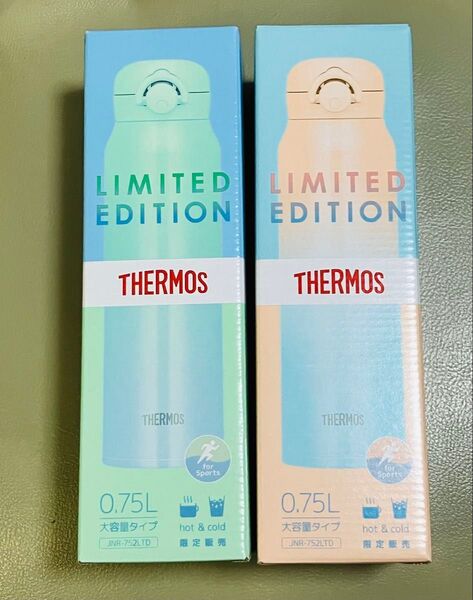 LIMITED
EDITION
THERMOS
THERMOS
for
Sports
0.75L
大容量タイプ
JNR-752LTD
hot & cold
限定販売
LIMITED
EDITION
THERMOS
THERMOS
for
Sports
0.75L
大容量タイプ
JNR-752LTD
hot & cold
限定販売